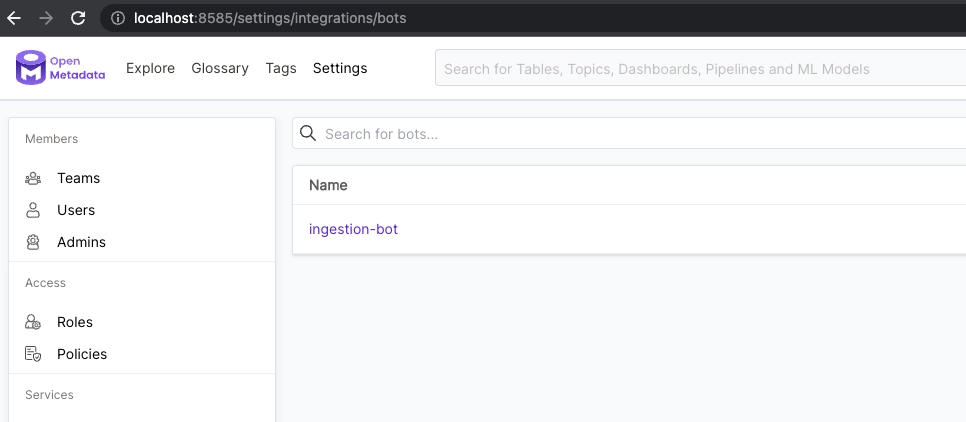 localhost:8585/settings/integrations/bots
Open
Metadata
Explore Glossary Tags Settings
Search for Tables, Topics, Dashboards, Pipelines and ML Models
Members
Teams
Users
Admins
Access
Roles
Policies
Services
Search for bots...
Name
ingestion-bot